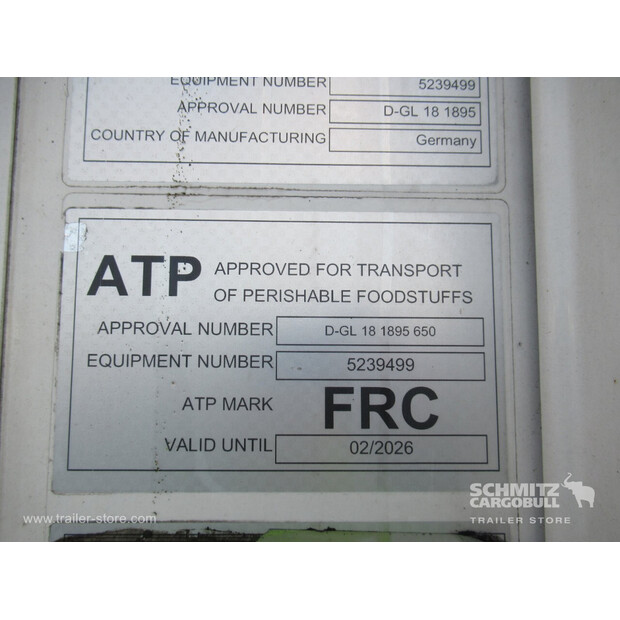 EQUIPMENT NUMBER 5239499
APPROVAL NUMBER D-GL 18 1895
COUNTRY OF MANUFACTURING Germany
ATP APPROVED FOR TRANSPORT
OF PERISHABLE FOODSTUFFS
APPROVAL NUMBER D-GL 18 1895 650
EQUIPMENT NUMBER 5239499
ATP MARK FRC
VALID UNTIL 02/2026
SCHMITZ
CARGOBULL
TRAILER STORE
www.trailer-store.com